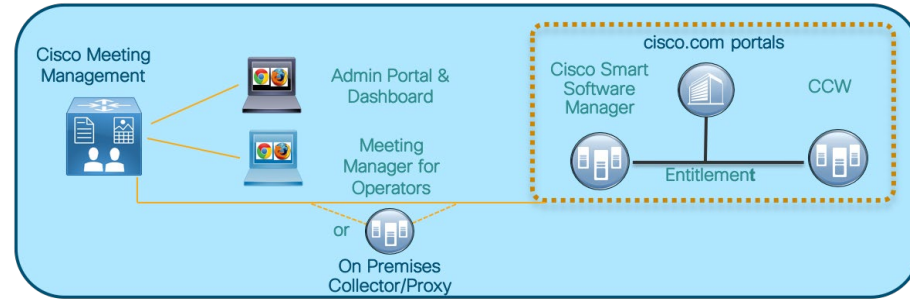 Cisco Meeting
Management
Admin Portal &
Dashboard
Meeting
Manager for
Operators
or
On Premises
Collector/Proxy
cisco.com portals
Cisco Smart
Software
Manager
CCW
Entitlement